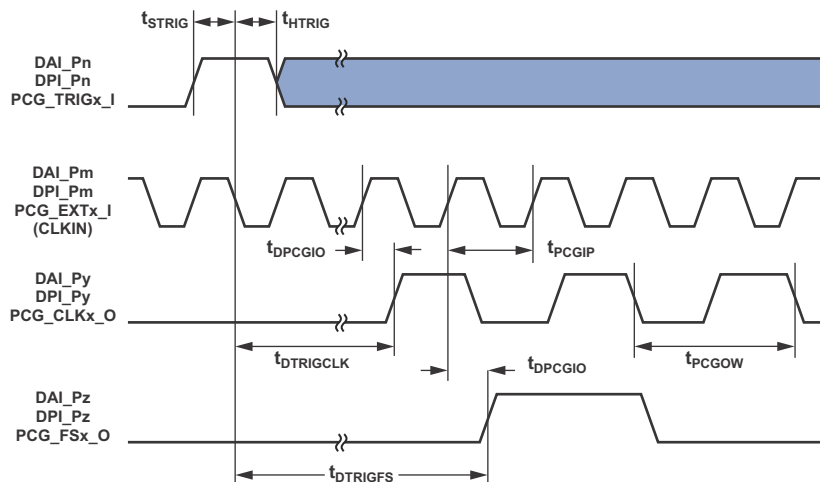 tSTRIG
tHTRIG
DAI_Pn
DPI_Pn
PCG_TRIGx_I
DAI_Pm
DPI_Pm
PCG_EXTx_I
(CLKIN)
tDPCGIO
tPCGIP
DAI_Py
DPI_Py
PCG_CLKx_O
tDTRIGCLK
tDPCGIO
tPCGOW
DAI_Pz
DPI_Pz
PCG_FSx_O
tDTRIGFS